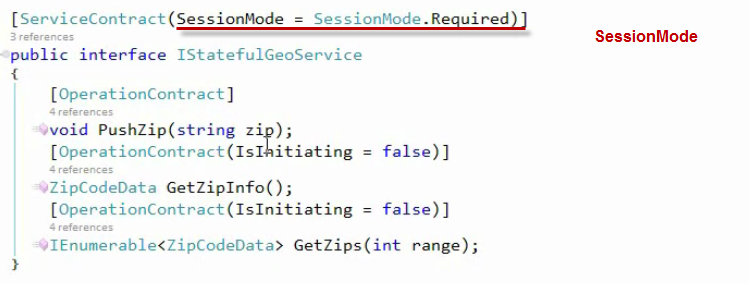 [ServiceContract(SessionMode = SessionMode.Required)]
SessionMode
3 references
public interface IStatefulGeoService
{
[OperationContract]
4 references
void PushZip(string zip);
[OperationContract(IsInitiating = false)]
4 references
ZipCodeData GetZipInfo();
[OperationContract(IsInitiating = false)]
4 references
IEnumerable<ZipCodeData> GetZips(int range);
}